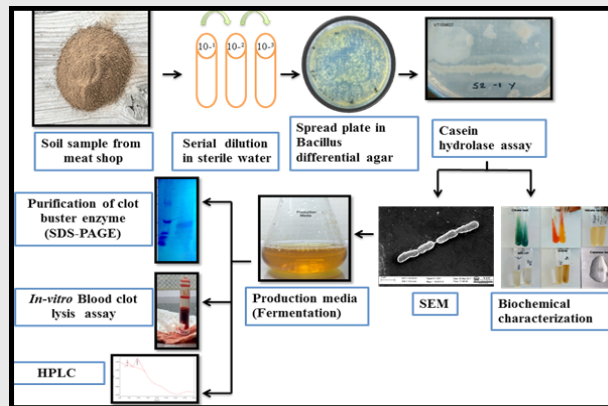 10-1
10-2
10-3
Soil sample from
meat shop
Serial dilution
in sterile water
Spread plate in
Bacillus
differential agar
S2 -1 Y
Casein
hydrolase assay
Purification of clot
buster enzyme
(SDS-PAGE)
Production
Media
Production media
(Fermentation)
SEM
Biochemical
characterization
In-vitro Blood clot
lysis assay
HPLC